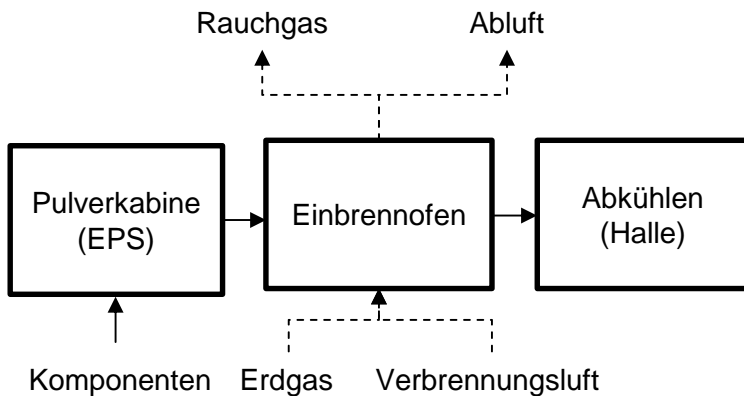 Rauchgas
Abluft
Pulverkabine
(EPS)
Einbrennofen
Abkühlen
(Halle)
Komponenten
Erdgas
Verbrennungsluft